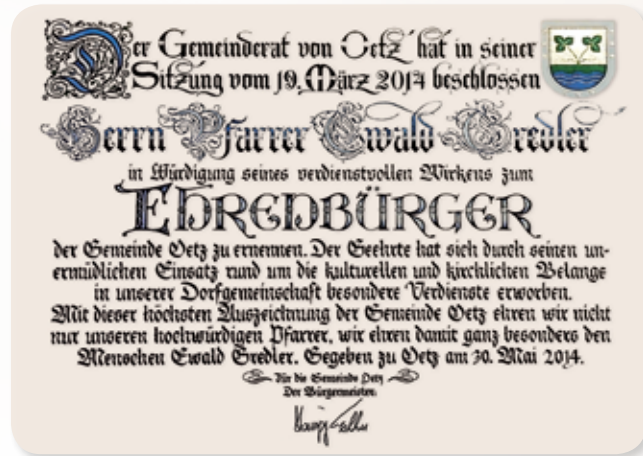 Der Gemeinderat von Oetz hat in seiner
Sitzung vom 19. März 2014 beschlossen
Herrn Pfarrer Ewald Gredler
in Würdigung seines verdienstvollen Wirkens zum
EHRENBÜRGER
der Gemeinde Oetz zu ernennen. Der Geehrte hat sich durch seinen un-
ermüdlichen Einsatz rund um die kulturellen und kirchlichen Belange
in unserer Dorfgemeinschaft besondere Verdienste erworben.
Mit dieser höchsten Auszeichnung der Gemeinde Oetz ehren wir nicht
nur unseren hochwürdigen Pfarrer, wir ehren damit ganz besonders den
Menschen Ewald Gredler. Gegeben zu Oetz am 30. Mai 2014.
Für die Gemeinde Oetz
Der Bürgermeister